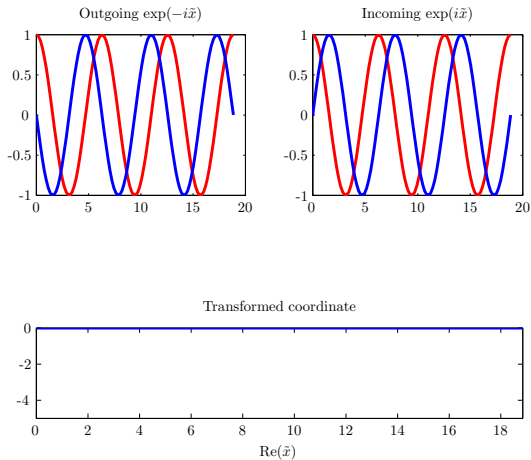 Outgoing exp(−ix̃)
Incoming exp(ix̃)
1
0.5
0
-0.5
-1
0 5 10 15 20
1
0.5
0
-0.5
-1
0 5 10 15 20
Transformed coordinate
0
-2
-4
0 2 4 6 8 10 12 14 16 18
Re(x̃)